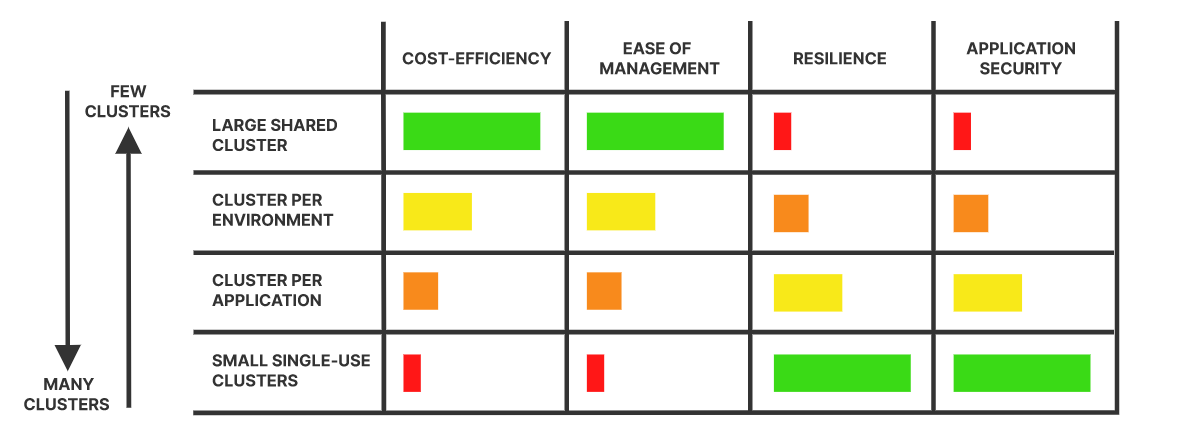 COST-EFFICIENCY
EASE OF
MANAGEMENT
RESILIENCE
APPLICATION
SECURITY
FEW
CLUSTERS
LARGE SHARED
CLUSTER
CLUSTER PER
ENVIRONMENT
CLUSTER PER
APPLICATION
SMALL SINGLE-USE
CLUSTERS
MANY
CLUSTERS